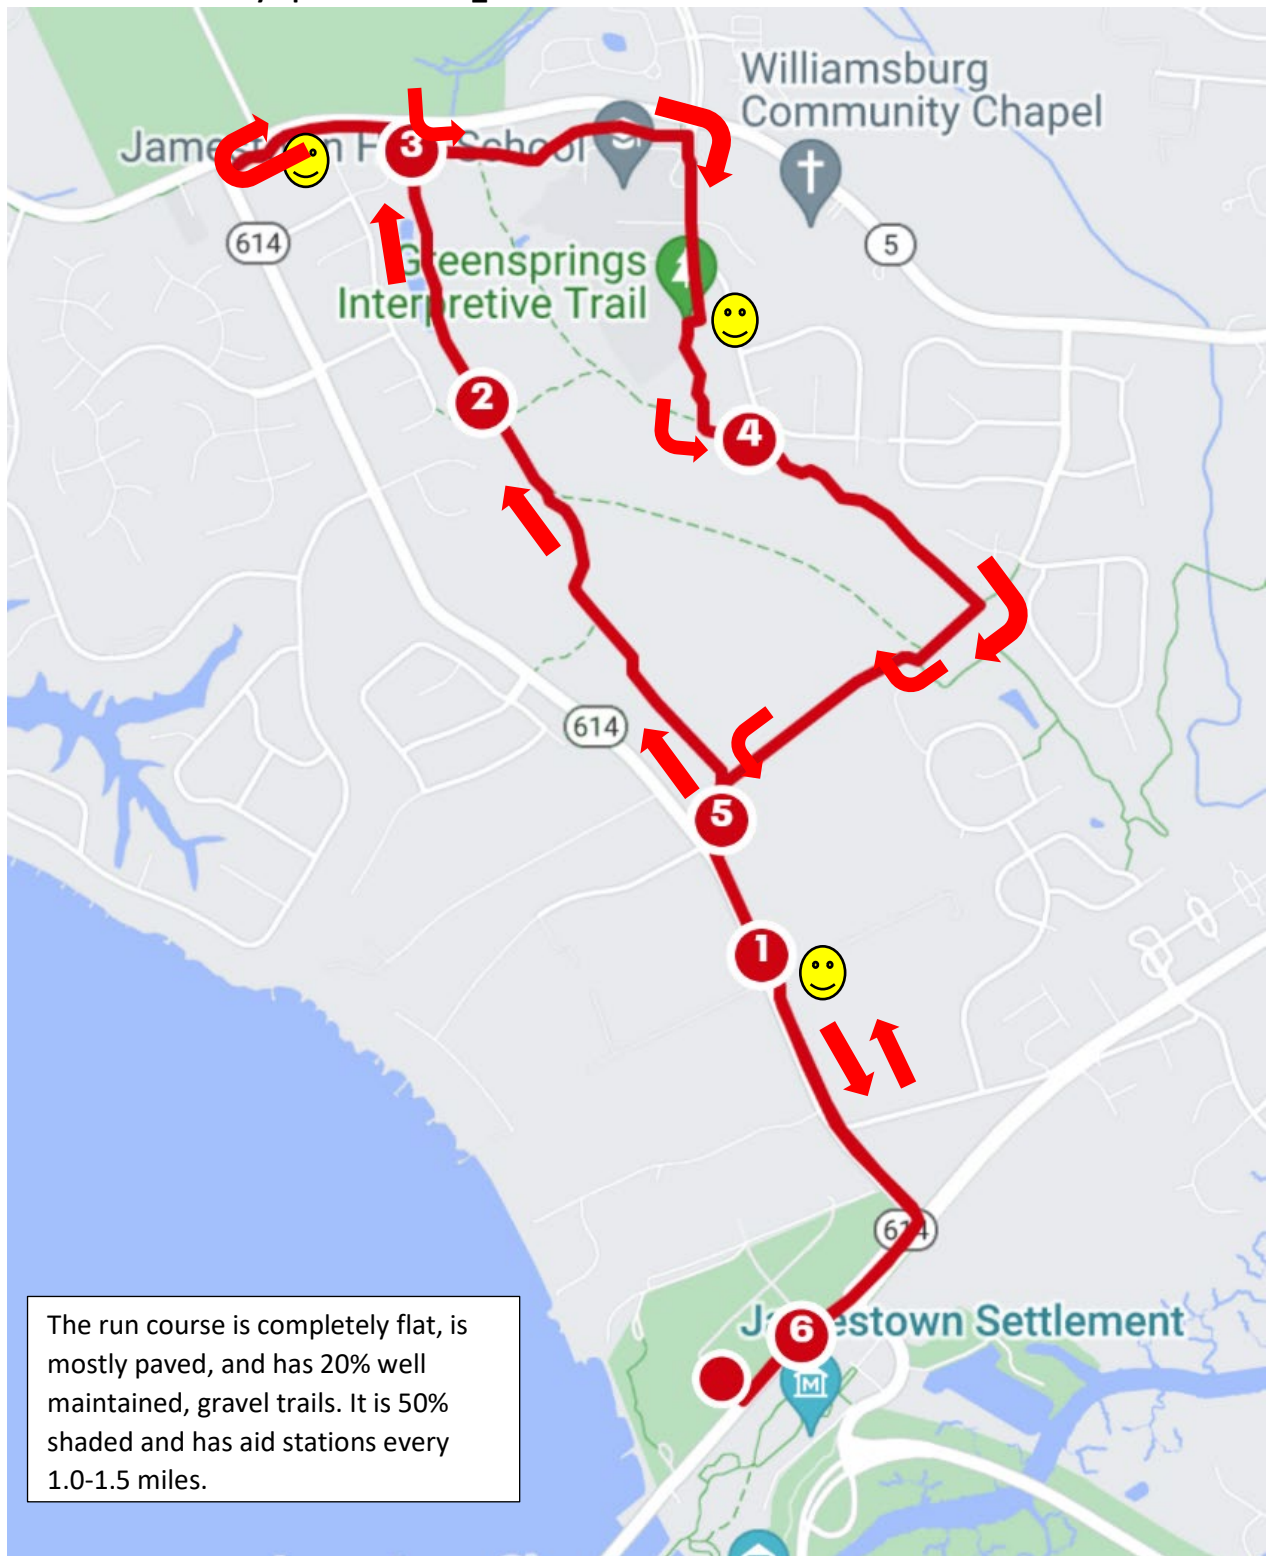 Williamsburg
Community Chapel
3
School
614
5
Greensprings
Interpretive Trail
2
4
614
5
1
614
Settlement
6
M
The run course is completely flat, is
mostly paved, and has 20% well
maintained, gravel trails. It is 50%
shaded and has aid stations every
1.0-1.5 miles.